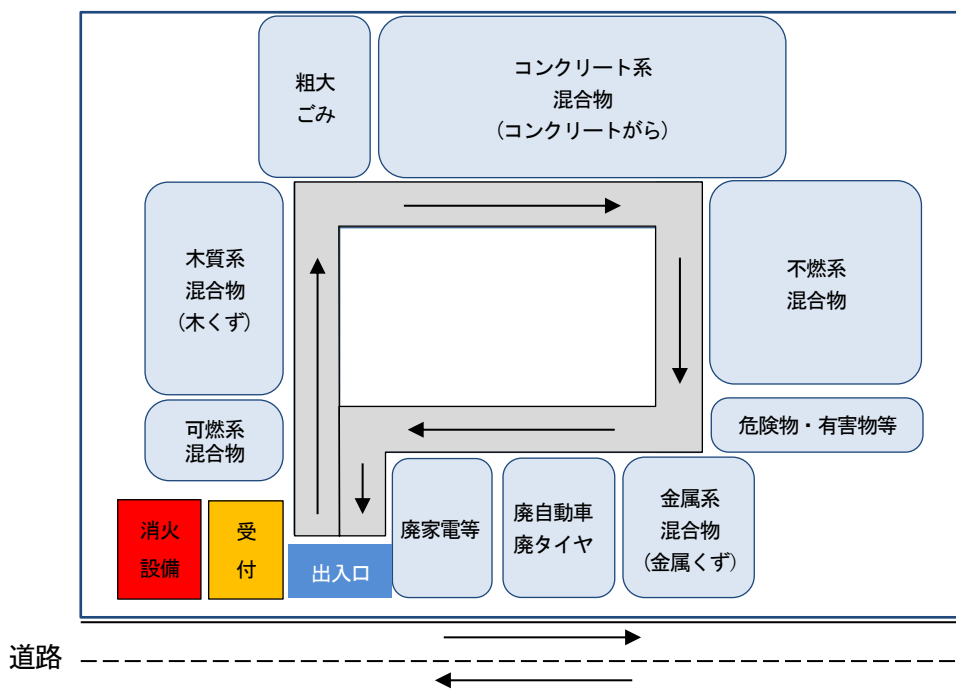 粗大
ごみ
コンクリート系
混合物
(コンクリートがら)
木質系
混合物
(木くず)
不燃系
混合物
可燃系
混合物
危険物・有害物等
消火
設備
受
付
出入口
廃家電等
廃自動車
廃タイヤ
金属系
混合物
(金属くず)
道路